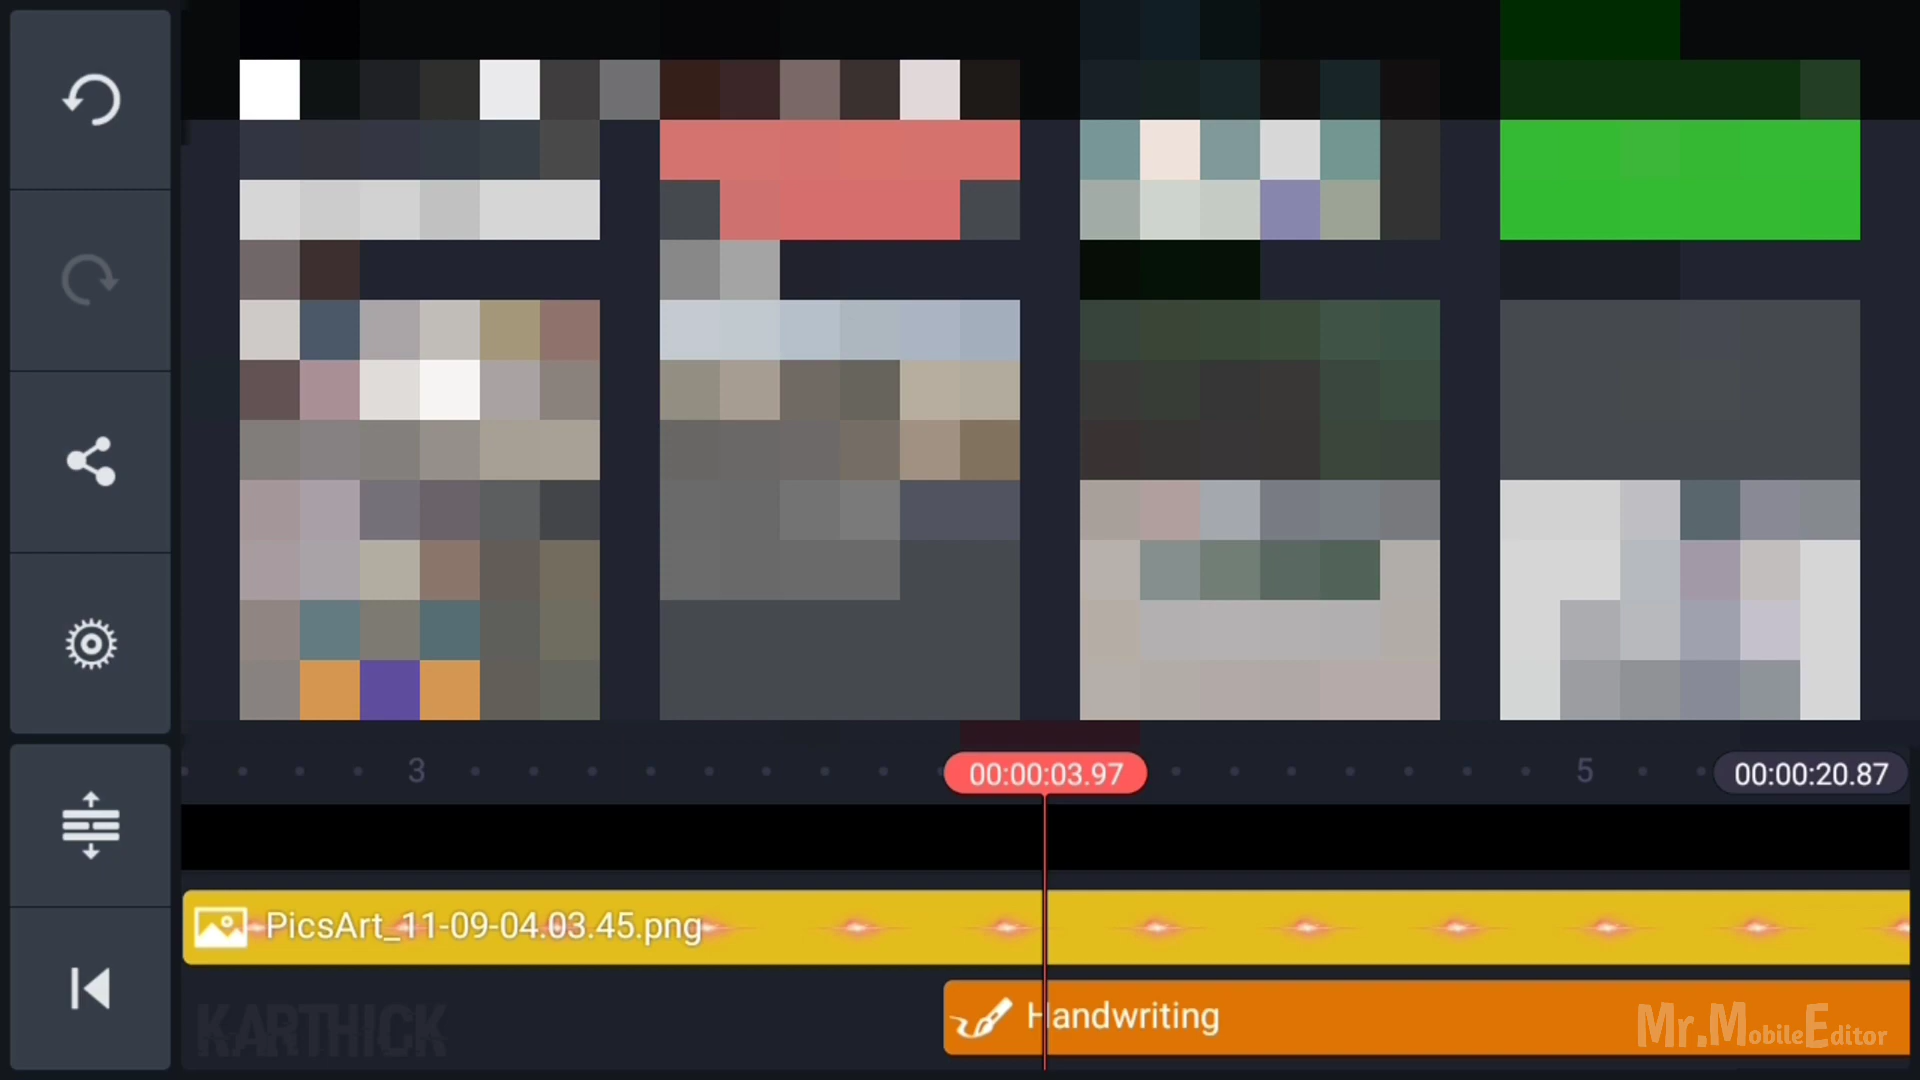 3
00:00:03.97
5
00:00:20.87
PicsArt_11-09-04.03.45.png
KARTHICK
Handwriting
Mr.MobileEditor